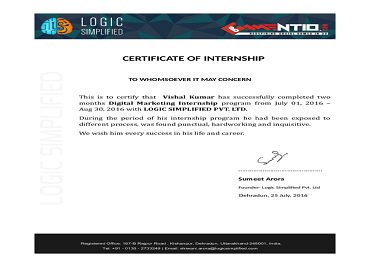 LOGIC
SIMPLIFIED
CERTIFICATE OF INTERNSHIP
TO WHOMSOEVER IT MAY CONCERN
This is to certify that Vishal Kumar has successfully completed two
months Digital Marketing Internship program from July 01, 2016 –
Aug 30, 2016 with LOGIC SIMPLIFIED PVT. LTD.
During the period of his internship program he had been exposed to
different process, was found punctual, hardworking and inquisitive.
We wish him every success in his life and career.
LOGIC SIMPLIFIED
Sumeet Arora
Founder-Logic Simplified Pvt. Ltd
Dehradun, 25 July, 2016
Registered Office: 107-B Rajpur Road , Kishanpur, Dehradun, Uttarakhand-248001, India.
Tel: +91 - 0135 - 2733249 | Email: